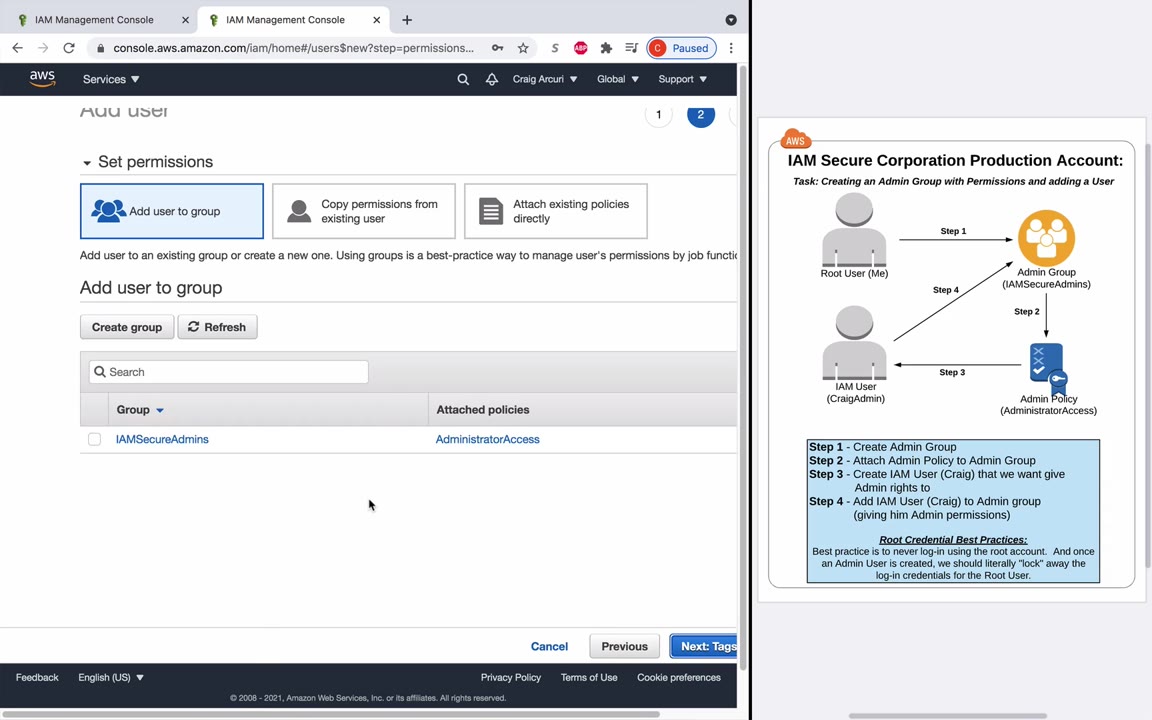 IAM Management Console
IAM Management Console
console.aws.amazon.com/iam/home#/users$new?step=permissions...
S
ABP
C
Paused
aws
Services
Craig Arcuri
Global
Support
Add user
1
2
Set permissions
Add user to group
Copy permissions from
existing user
Attach existing policies
directly
Add user to an existing group or create a new one. Using groups is a best-practice way to manage user's permissions by job functi
Add user to group
Create group
Refresh
Search
Group
Attached policies
IAMSecureAdmins
AdministratorAccess
Cancel
Previous
Next: Tags
Feedback
English (US)
Privacy Policy
Terms of Use
Cookie preferences
© 2008 - 2021, Amazon Web Services, Inc. or its affiliates. All rights reserved.
AWS
IAM Secure Corporation Production Account:
Task: Creating an Admin Group with Permissions and adding a User
Step 1
Root User (Me)
Admin Group
(IAMSecureAdmins)
Step 4
Step 2
Step 3
IAM User
(CraigAdmin)
Admin Policy
(AdministratorAccess)
Step 1 - Create Admin Group
Step 2 - Attach Admin Policy to Admin Group
Step 3 - Create IAM User (Craig) that we want give
Admin rights to
Step 4 - Add IAM User (Craig) to Admin group
(giving him Admin permissions)
Root Credential Best Practices:
Best practice is to never log-in using the root account. And once
an Admin User is created, we should literally "lock" away the
log-in credentials for the Root User.